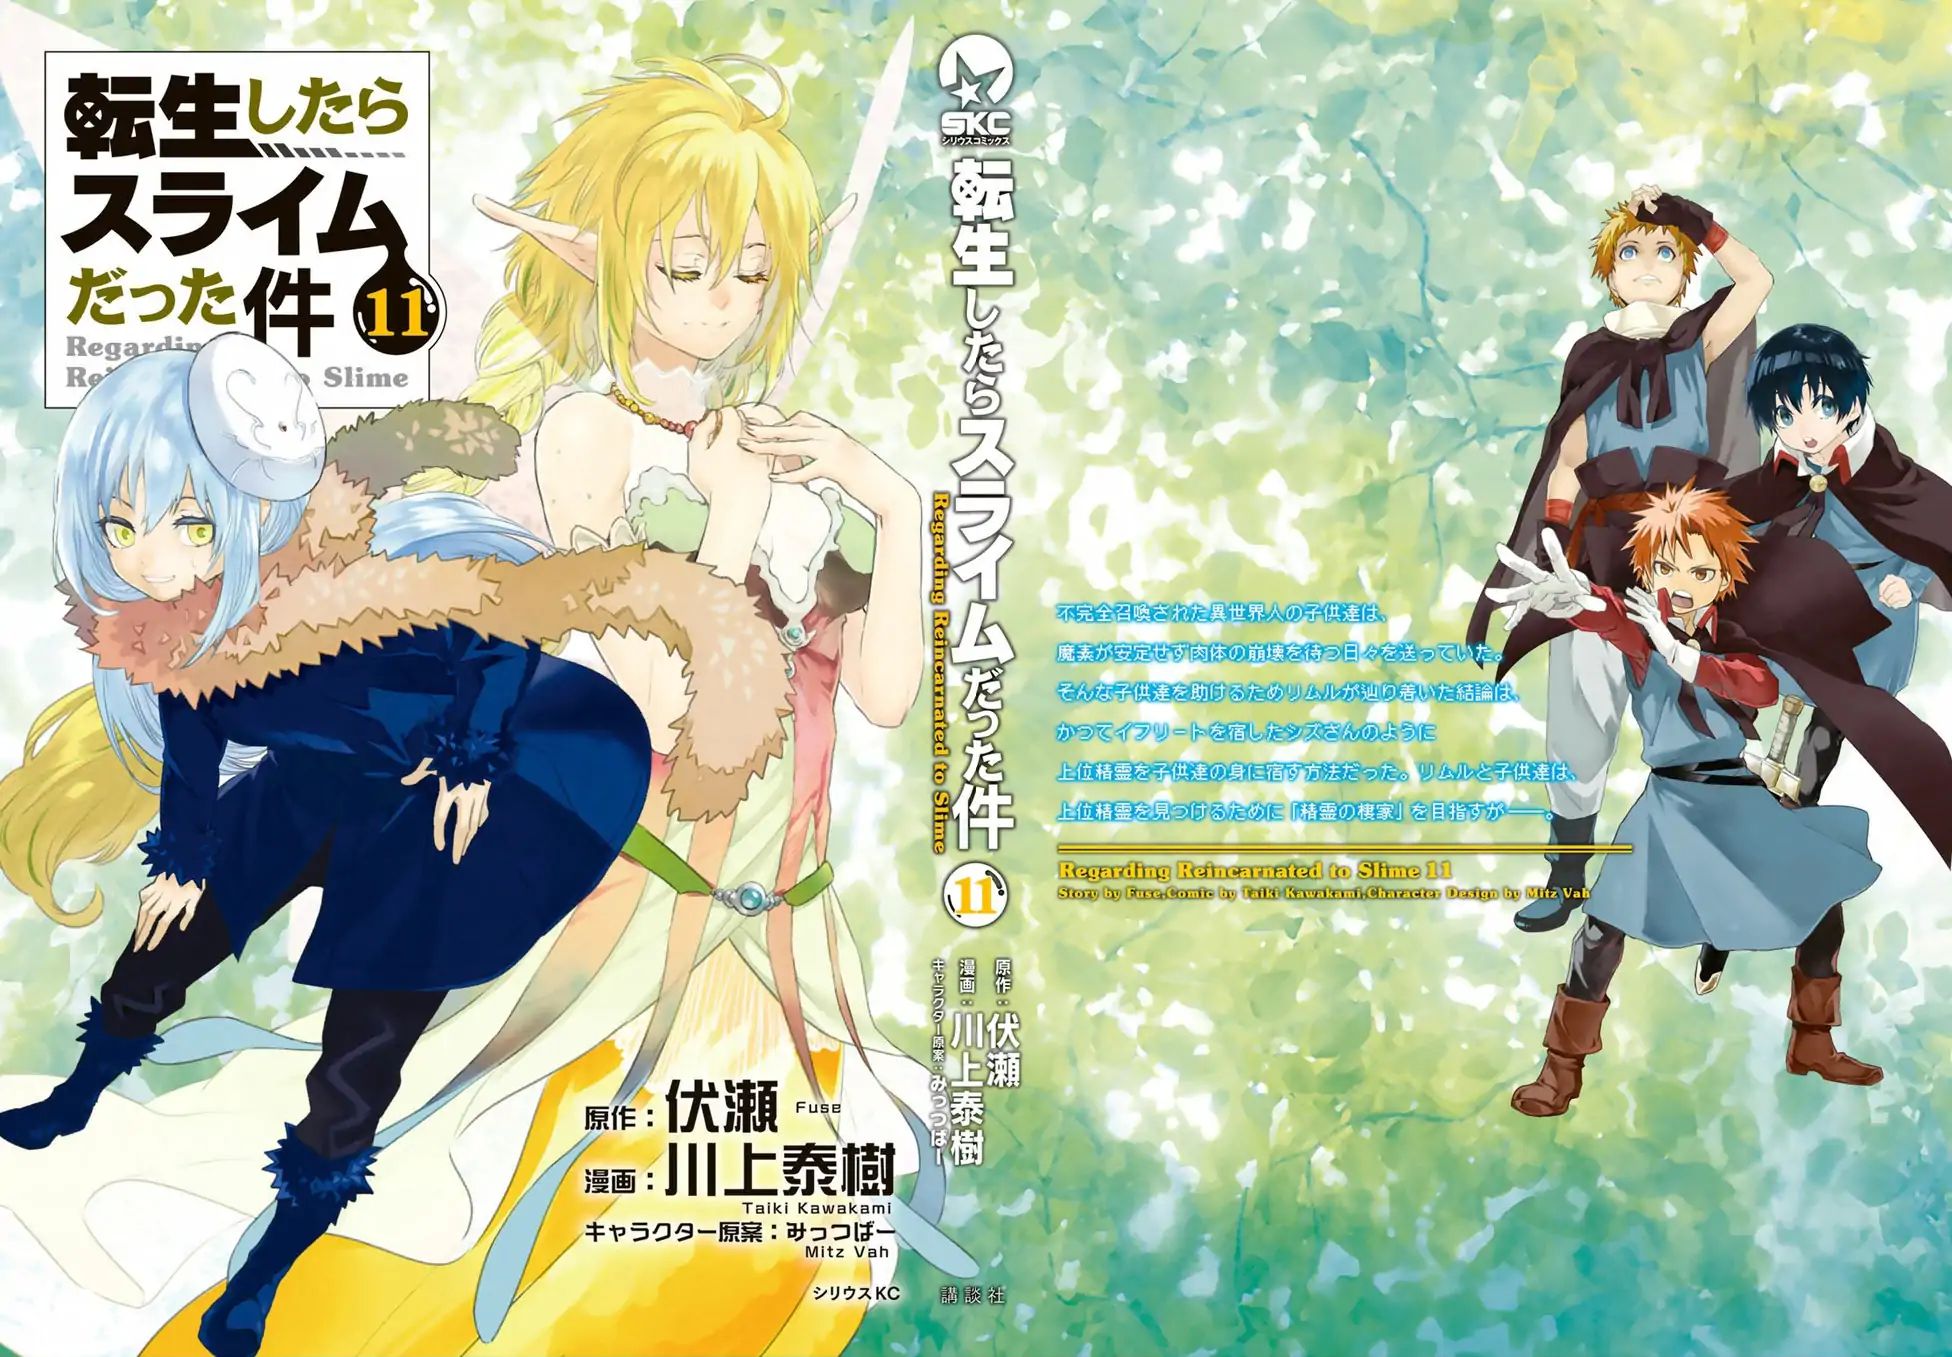 転生したら
スライム
だった件
11
Regarding
Rei
to Slime
原作：伏瀬 Fuse
漫画：川上泰樹
Taiki Kawakami
キャラクター原案：みっつばー
Mitz Vah
シリウスKC
SKC
シリウスコミックス
転生したらスライムだった件
Regarding Reincarnated to Slime
11
原作：伏瀬
漫画：川上泰樹
キャラクター原案：みっつばー
講談社
不完全召喚された異世界人の子供達は、
魔素が安定せず肉体の崩壊を待つ日々を送っていた。
そんな子供達を助けるためリムルが辿り着いた結論は、
かつてイフリートを宿したシズさんのように
上位精霊を子供達の身に宿す方法だった。リムルと子供達は、
上位精霊を見つけるために「精霊の棲家」を目指すが――。
Regarding Reincarnated to Slime 11
Story by Fuse,Comic by Taiki Kawakami,Character Design by Mitz Vah